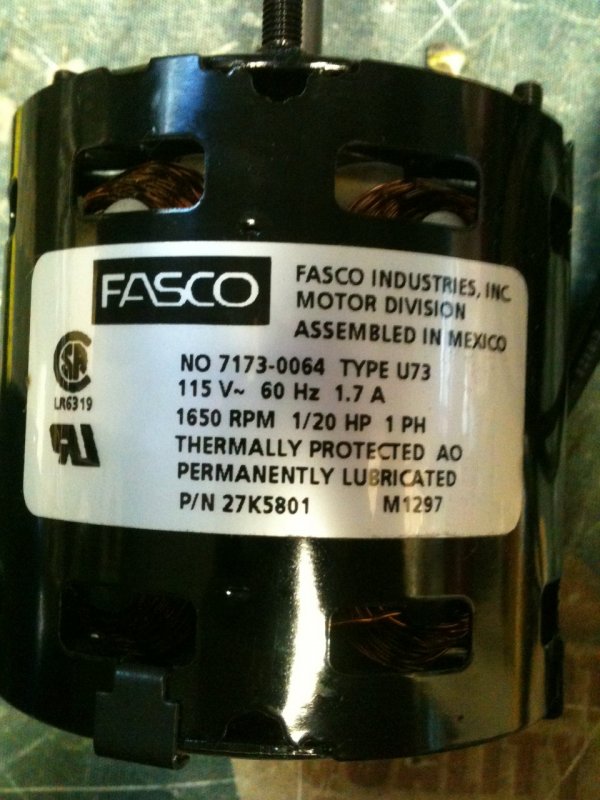 FASCO
FASCO INDUSTRIES, INC
MOTOR DIVISION
ASSEMBLED IN MEXICO
SA
LR6319
NO 7173-0064 TYPE U73
115 V~ 60 Hz 1.7 A
1650 RPM 1/20 HP 1 PH
THERMALLY PROTECTED AO
PERMANENTLY LUBRICATED
P/N 27K5801 M1297